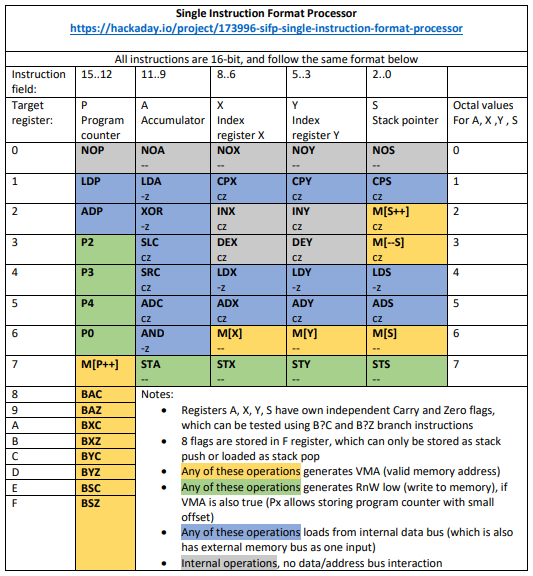 Single Instruction Format Processor
https://hackaday.io/project/173996-sifp-single-instruction-format-processor
All instructions are 16-bit, and follow the same format below
Instruction field: 15..12 11..9 8..6 5..3 2..0
Target register: P Program counter A Accumulator X Index register X Y Index register Y S Stack pointer Octal values For A, X ,Y , S
0 NOP NOA -- NOX -- NOY -- NOS -- 0
1 LDP LDA -z CPX cz CPY cz CPS cz 1
2 ADP XOR -z INX cz INY cz M[S++] cz 2
3 P2 SLC cz DEX cz DEY cz M[--S] cz 3
4 P3 SRC cz LDX -z LDY -z LDS -z 4
5 P4 ADC cz ADX cz ADY cz ADS cz 5
6 P0 AND -z M[X] -- M[Y] -- M[S] -- 6
7 M[P++] STA -- STX -- STY -- STS -- 7
8 BAC
9 BAZ
A BXC
B BXZ
C BYC
D BYZ
E BSC
F BSZ
Notes:
• Registers A, X, Y, S have own independent Carry and Zero flags,
which can be tested using B?C and B?Z branch instructions
• 8 flags are stored in F register, which can only be stored as stack
push or loaded as stack pop
• Any of these operations generates VMA (valid memory address)
• Any of these operations generates RnW low (write to memory), if
VMA is also true (Px allows storing program counter with small
offset)
• Any of these operations loads from internal data bus (which is also
has external memory bus as one input)
• Internal operations, no data/address bus interaction